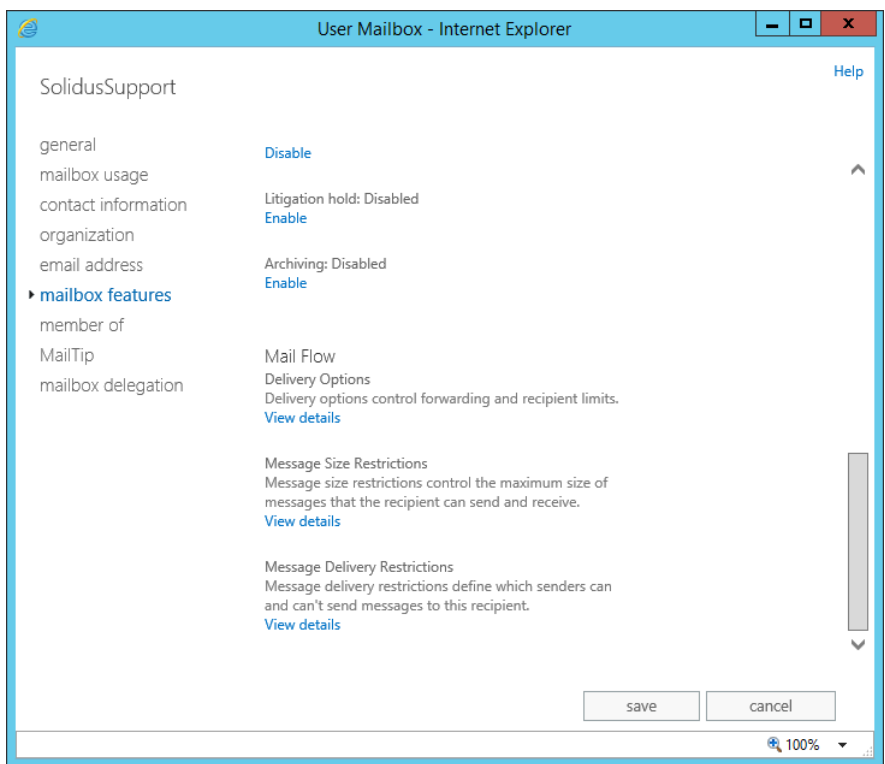 User Mailbox - Internet Explorer
Help
SolidusSupport
general
mailbox usage
contact information
organization
email address
mailbox features
member of
MailTip
mailbox delegation
Disable
Litigation hold: Disabled
Enable
Archiving: Disabled
Enable
Mail Flow
Delivery Options
Delivery options control forwarding and recipient limits.
View details
Message Size Restrictions
Message size restrictions control the maximum size of
messages that the recipient can send and receive.
View details
Message Delivery Restrictions
Message delivery restrictions define which senders can
and can't send messages to this recipient.
View details
save
cancel
100%